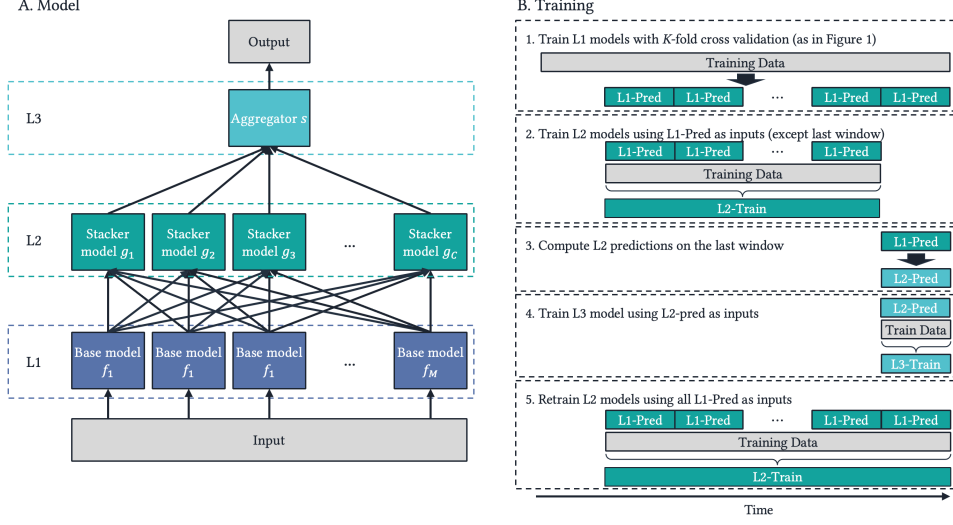 A. Model
Output
L3
Aggregator s
L2
Stacker
model g1
Stacker
model g2
Stacker
model g3
...
Stacker
model gC
L1
Base model
f1
Base model
f1
Base model
f1
...
Base model
fM
Input
B. Training
1. Train L1 models with K-fold cross validation (as in Figure 1)
Training Data
L1-Pred L1-Pred ... L1-Pred L1-Pred
2. Train L2 models using L1-Pred as inputs (except last window)
L1-Pred L1-Pred ... L1-Pred
Training Data
L2-Train
3. Compute L2 predictions on the last window
L1-Pred
L2-Pred
4. Train L3 model using L2-pred as inputs
L2-Pred
Train Data
L3-Train
5. Retrain L2 models using all L1-Pred as inputs
L1-Pred L1-Pred ... L1-Pred L1-Pred
Training Data
L2-Train
Time